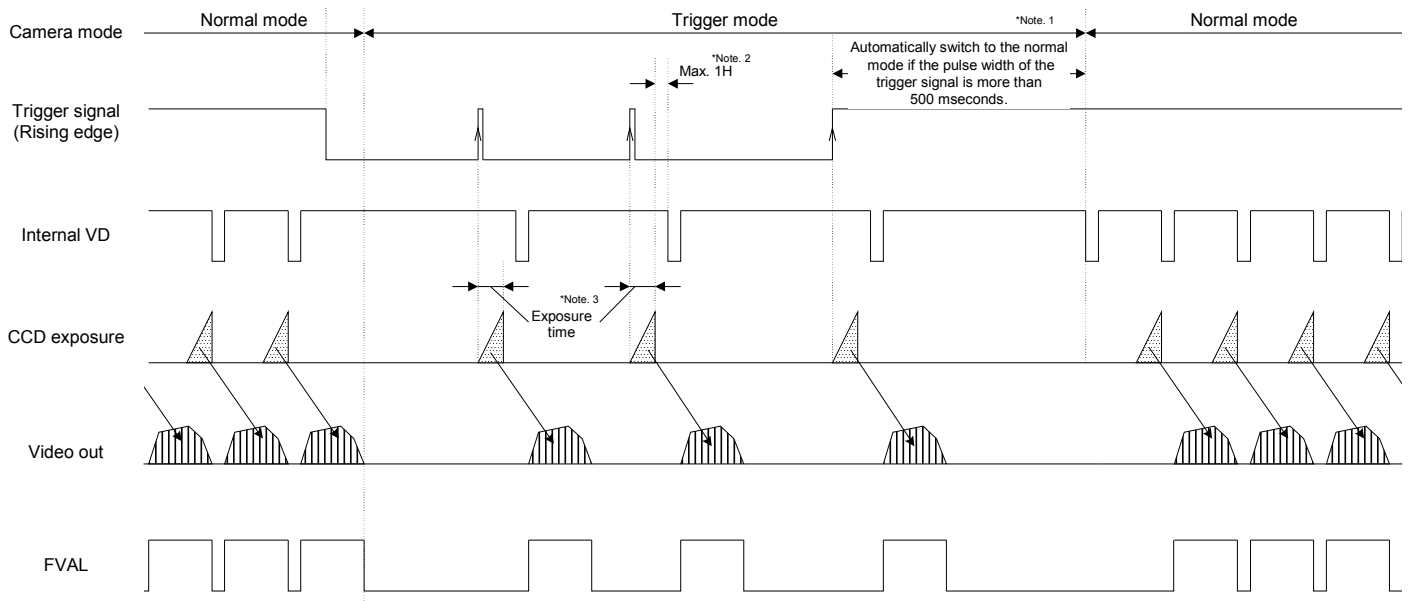 Camera mode
Normal mode
Trigger mode
*Note. 1
Normal mode
*Note. 2
Max. 1H
Automatically switch to the normal
mode if the pulse width of the
trigger signal is more than
500 mseconds.
Trigger signal
(Rising edge)
Internal VD
*Note. 3
Exposure
time
CCD exposure
Video out
FVAL